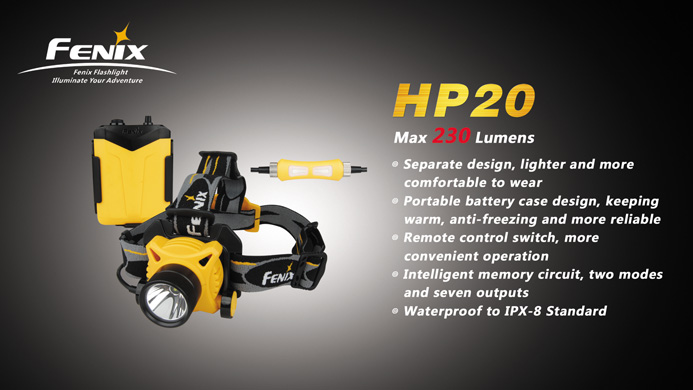 FENIX
Fenix Flashlight
Illuminate Your Adventure
HP20
Max 230 Lumens
Separate design, lighter and more
comfortable to wear
Portable battery case design, keeping
warm, anti-freezing and more reliable
Remote control switch, more
convenient operation
Intelligent memory circuit, two modes
and seven outputs
Waterproof to IPX-8 Standard
FENIX
FENIX